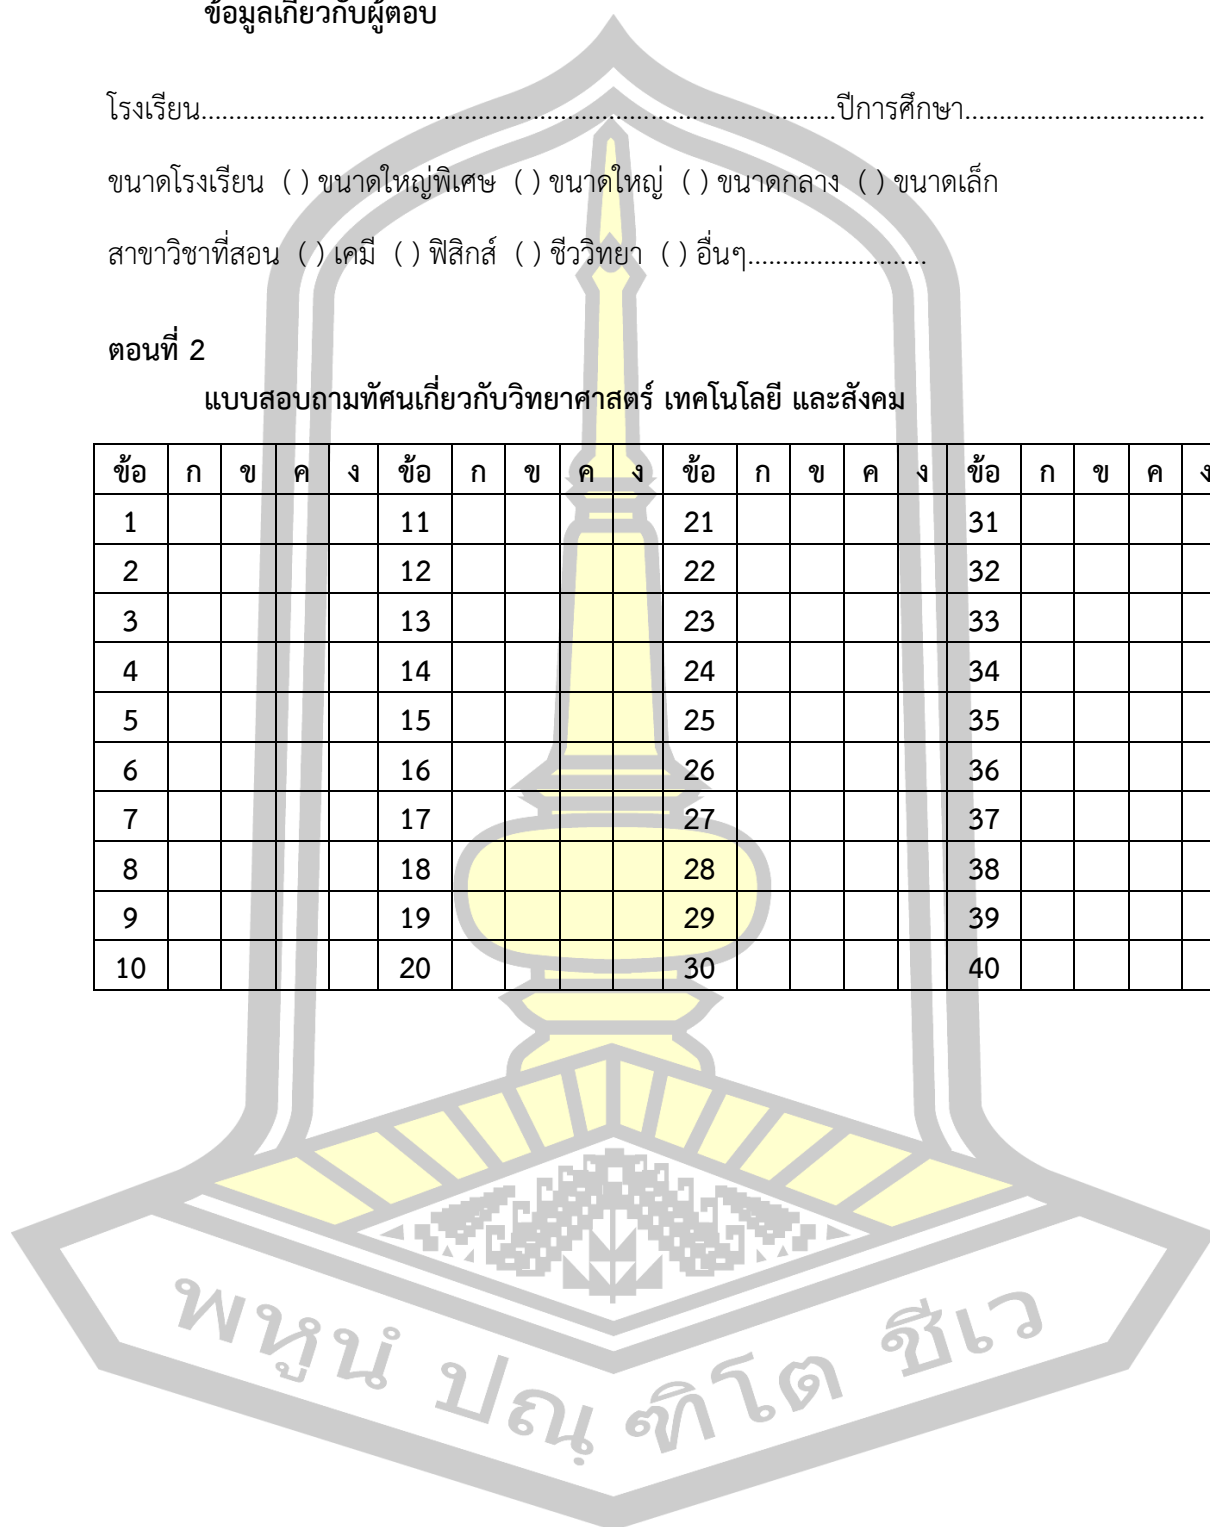 ข้อมูลเกี่ยวกับผู้ตอบ
โรงเรียน...........................................................................................ปีการศึกษา...................................
ขนาดโรงเรียน ( ) ขนาดใหญ่พิเศษ ( ) ขนาดใหญ่ ( ) ขนาดกลาง ( ) ขนาดเล็ก
สาขาวิชาที่สอน ( ) เคมี ( ) ฟิสิกส์ ( ) ชีววิทยา ( ) อื่นๆ..........................
ตอนที่ 2
แบบสอบถามทัศนเกี่ยวกับวิทยาศาสตร์ เทคโนโลยี และสังคม
ข้อ ก ข ค ง ข้อ ก ข ค ง ข้อ ก ข ค ง ข้อ ก ข ค ง
1 11 21 31
2 12 22 32
3 13 23 33
4 14 24 34
5 15 25 35
6 16 26 36
7 17 27 37
8 18 28 38
9 19 29 39
10 20 30 40
พหูนํ ปณฺฑิโต ชีเว